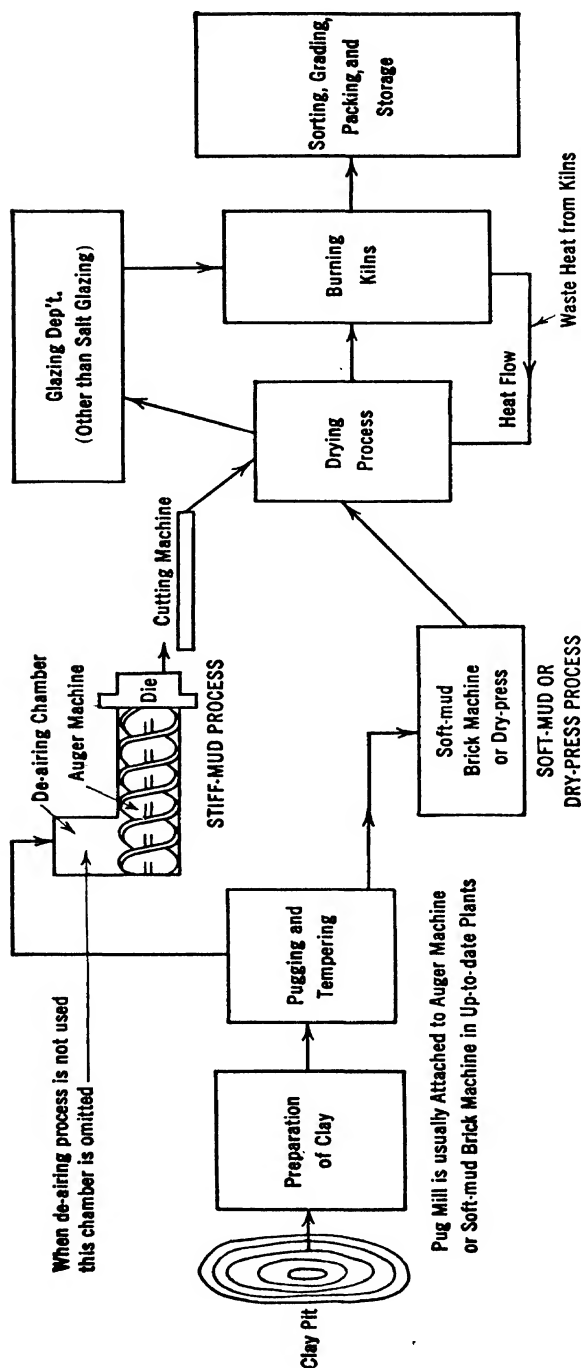 Clay Pit
Preparation
of Clay
Pugging and
Tempering
Pug Mill is usually Attached to Auger Machine
or Soft-mud Brick Machine in Up-to-date Plants
When de-airing process is not used
this chamber is omitted
De-airing Chamber
Auger Machine
Die
STIFF-MUD PROCESS
Cutting Machine
Soft-mud
Brick Machine
or Dry-press
SOFT-MUD OR
DRY-PRESS PROCESS
Glazing Dep't.
(Other than Salt Glazing)
Drying
Process
Burning
Kilns
Heat Flow
Waste Heat from Kilns
Sorting, Grading,
Packing, and
Storage